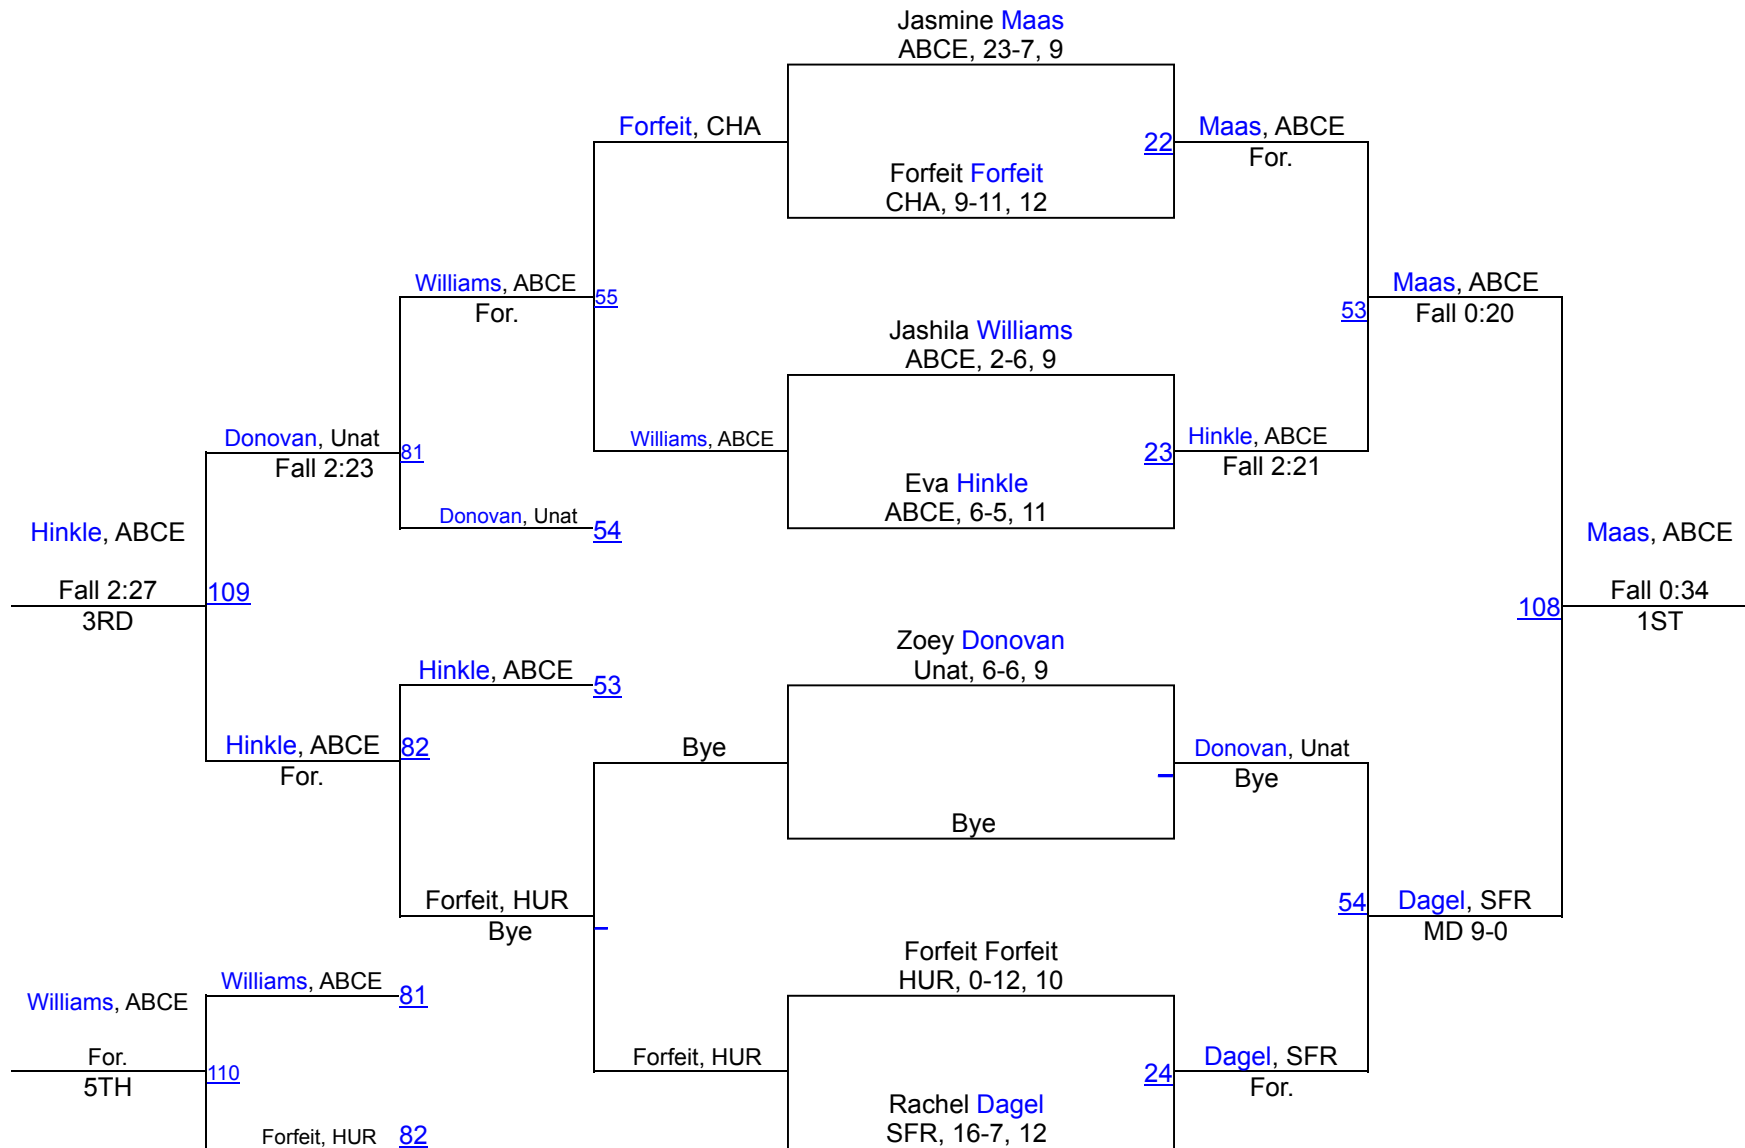 Jasmine Maas
ABCE, 23-7, 9
Forfeit, CHA
22
Maas, ABCE
For.
Forfeit Forfeit
CHA, 9-11, 12
Williams, ABCE
For.
55
Maas, ABCE
Fall 0:20
53
Jashila Williams
ABCE, 2-6, 9
Donovan, Unat
Fall 2:23
81
Williams, ABCE
23
Hinkle, ABCE
Fall 2:21
Eva Hinkle
ABCE, 6-5, 11
Donovan, Unat
54
Hinkle, ABCE
Fall 2:27
3RD
109
Maas, ABCE
Fall 0:34
1ST
108
Zoey Donovan
Unat, 6-6, 9
Hinkle, ABCE
53
Hinkle, ABCE
For.
82
Bye
Donovan, Unat
Bye
Bye
Forfeit, HUR
Bye
54
Dagel, SFR
MD 9-0
Forfeit Forfeit
HUR, 0-12, 10
Williams, ABCE
Williams, ABCE
81
For.
5TH
110
Forfeit, HUR
24
Dagel, SFR
For.
Rachel Dagel
SFR, 16-7, 12
Forfeit, HUR
82